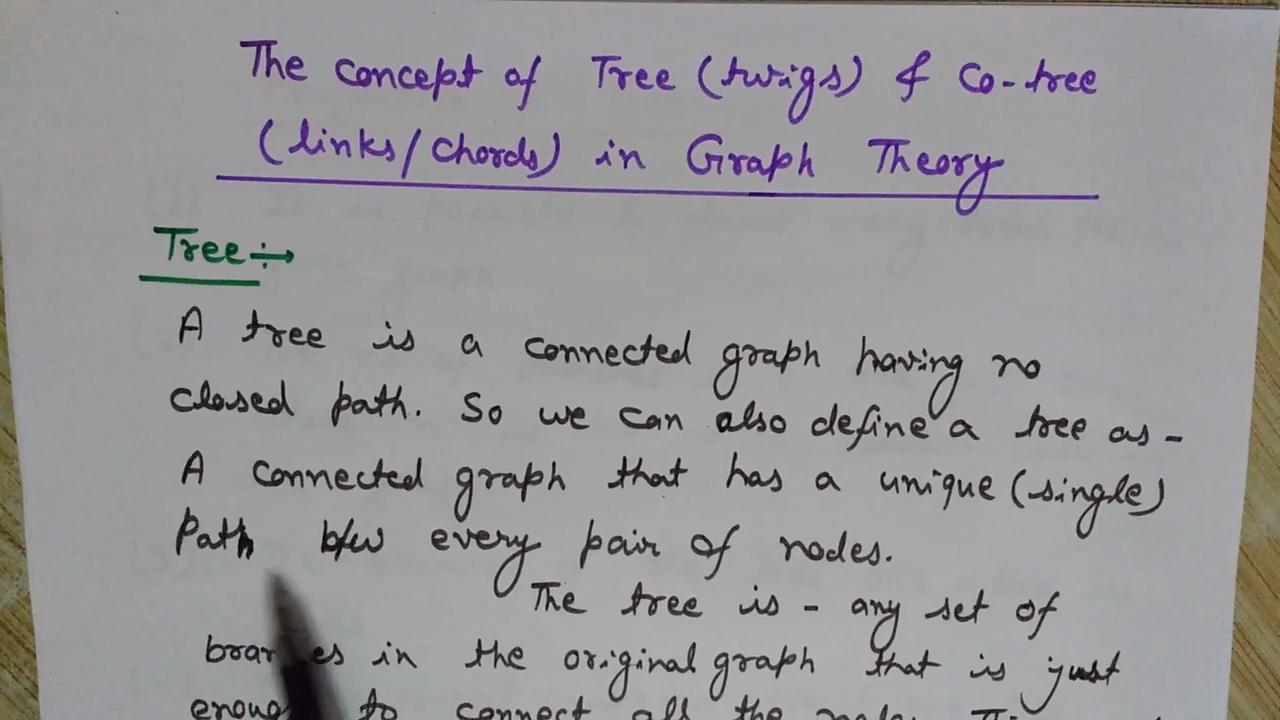 The concept of Tree (twigs) & Co-tree
(links/chords) in Graph Theory
Tree ÷→
A tree is a connected graph having no
closed path. So we can also define a tree as -
A connected graph that has a unique (single)
Path b/w every pair of nodes.
The tree is - any set of
in the original graph that is just
to connect all the